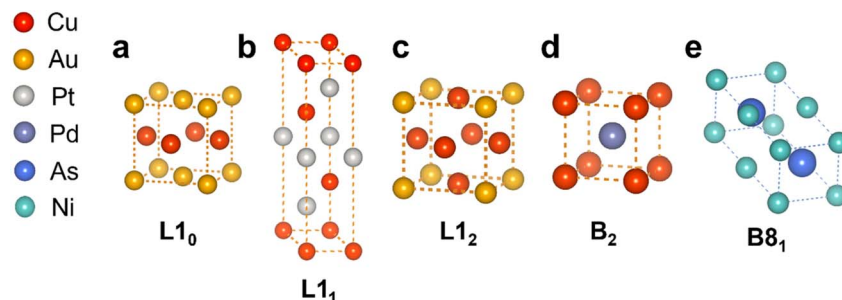 Cu
Au
Pt
Pd
As
Ni
a
b
c
d
e
L1₀
L1₁
L1₂
B₂
B8₁